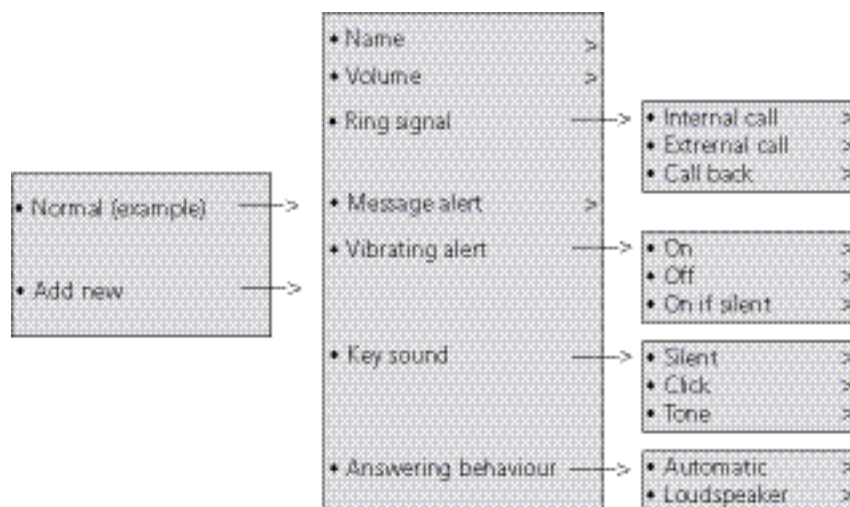 • Normal (example)
• Add new
• Name >
• Volume >
• Ring signal
• Message alert >
• Vibrating alert
• Key sound
• Answering behaviour
• Internal call >
• Extrernal call >
• Call back >
• On >
• Off >
• On if silent >
• Silent >
• Click >
• Tone >
• Automatic >
• Loudspeaker >